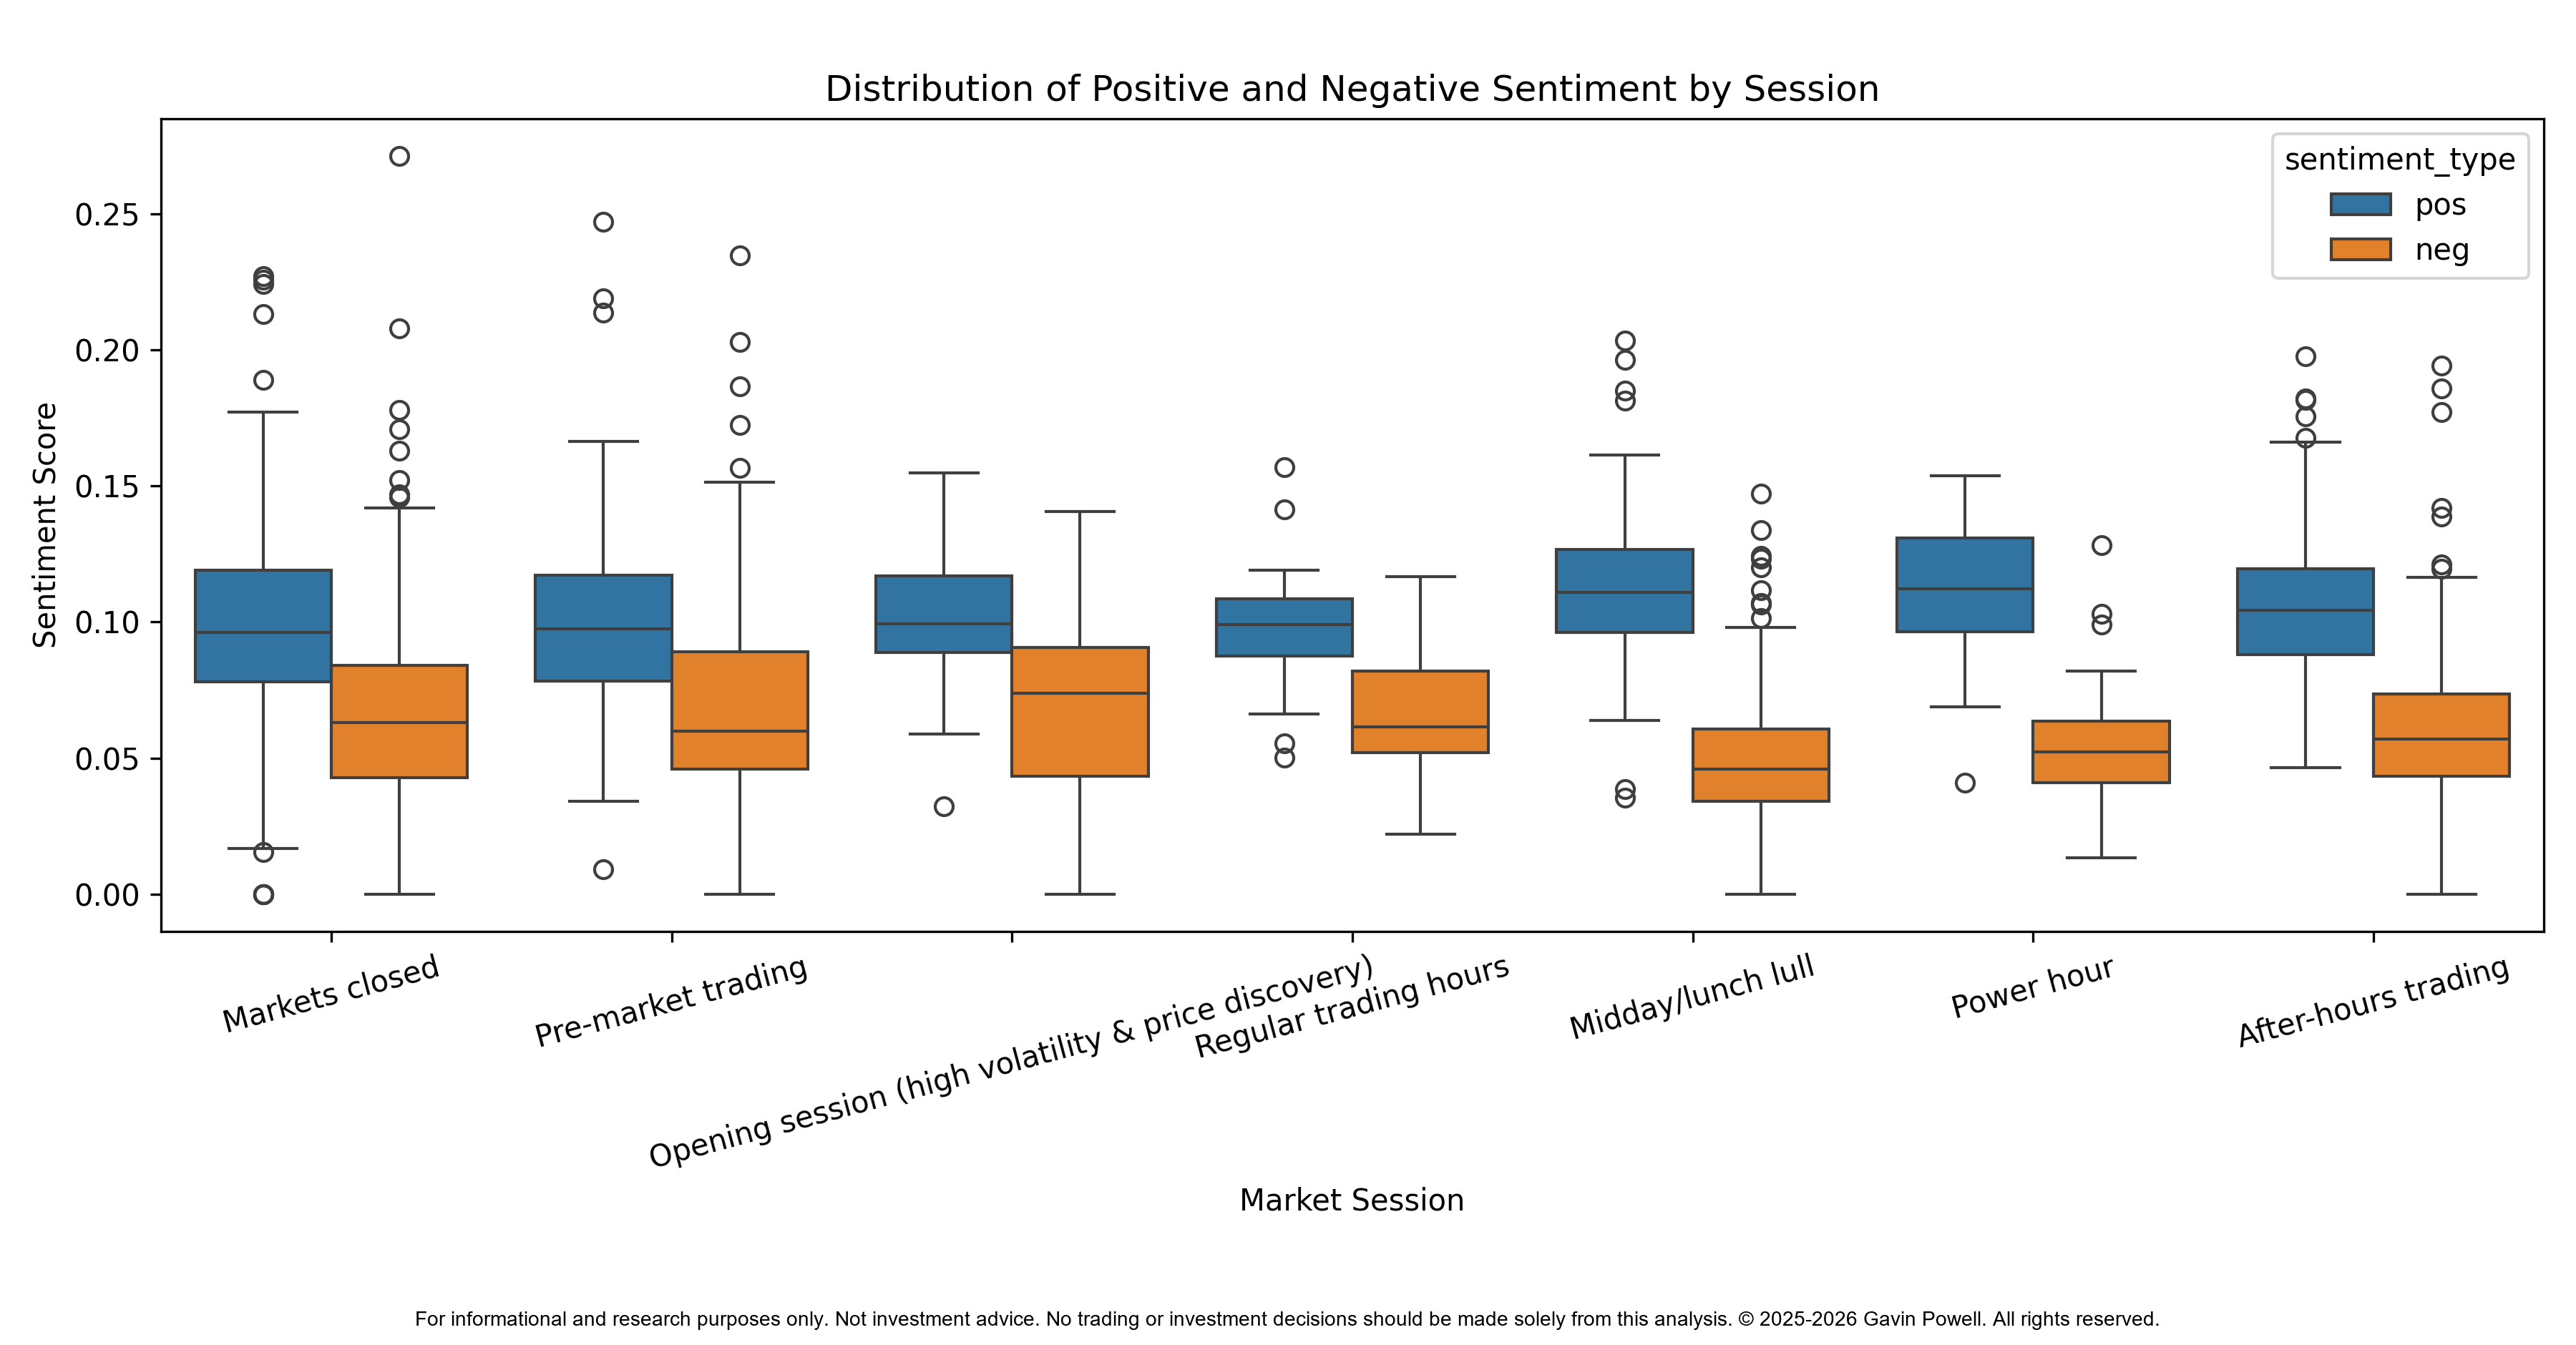 Distribution of Positive and Negative Sentiment by Session
sentiment_type
pos
neg
Sentiment Score
0.25
0.20
0.15
0.10
0.05
0.00
Markets closed
Pre-market trading
Opening session (high volatility & price discovery)
Regular trading hours
Midday/lunch lull
Power hour
After-hours trading
Market Session
For informational and research purposes only. Not investment advice. No trading or investment decisions should be made solely from this analysis. © 2025-2026 Gavin Powell. All rights reserved.